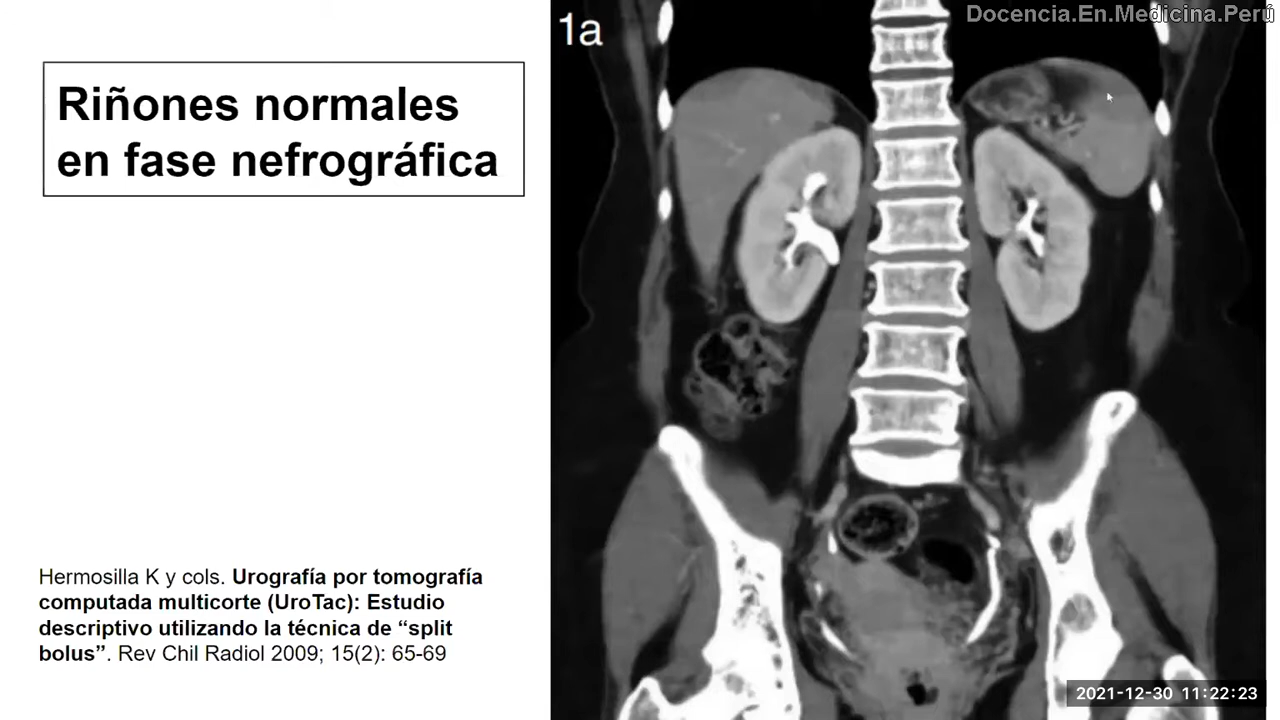 Docencia.En.Medicina.Perú
1a
Riñones normales
en fase nefrográfica
Hermosilla K y cols. Urografía por tomografía
computada multicorte (UroTac): Estudio
descriptivo utilizando la técnica de “split
bolus”. Rev Chil Radiol 2009; 15(2): 65-69
2021-12-30 11:22:23